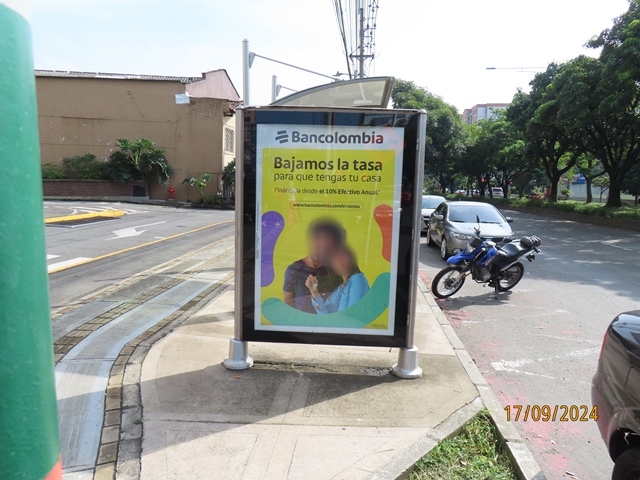 Bancolombia
Bajamos la tasa
para que tengas tu casa
Financiala desde el 10% Efectivo Anual*
www.bancolombia.com/vivienda
17/09/2024